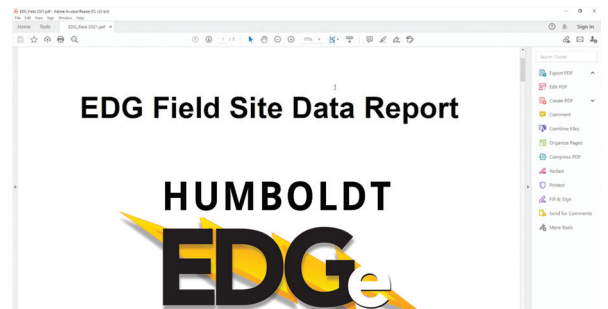 EDG_Field 2021.pdf - Adobe Acrobat Reader DC (32-bit)
File Edit View Sign Window Help
Home Tools EDG_Field 2021.pdf × Sign In
EDG Field Site Data Report
HUMBOLDT
EDGe
Export PDF
Edit PDF
Create PDF
Comment
Combine Files
Organize Pages
Compress PDF
Redact
Protect
Fill & Sign
Send for Comments
More Tools